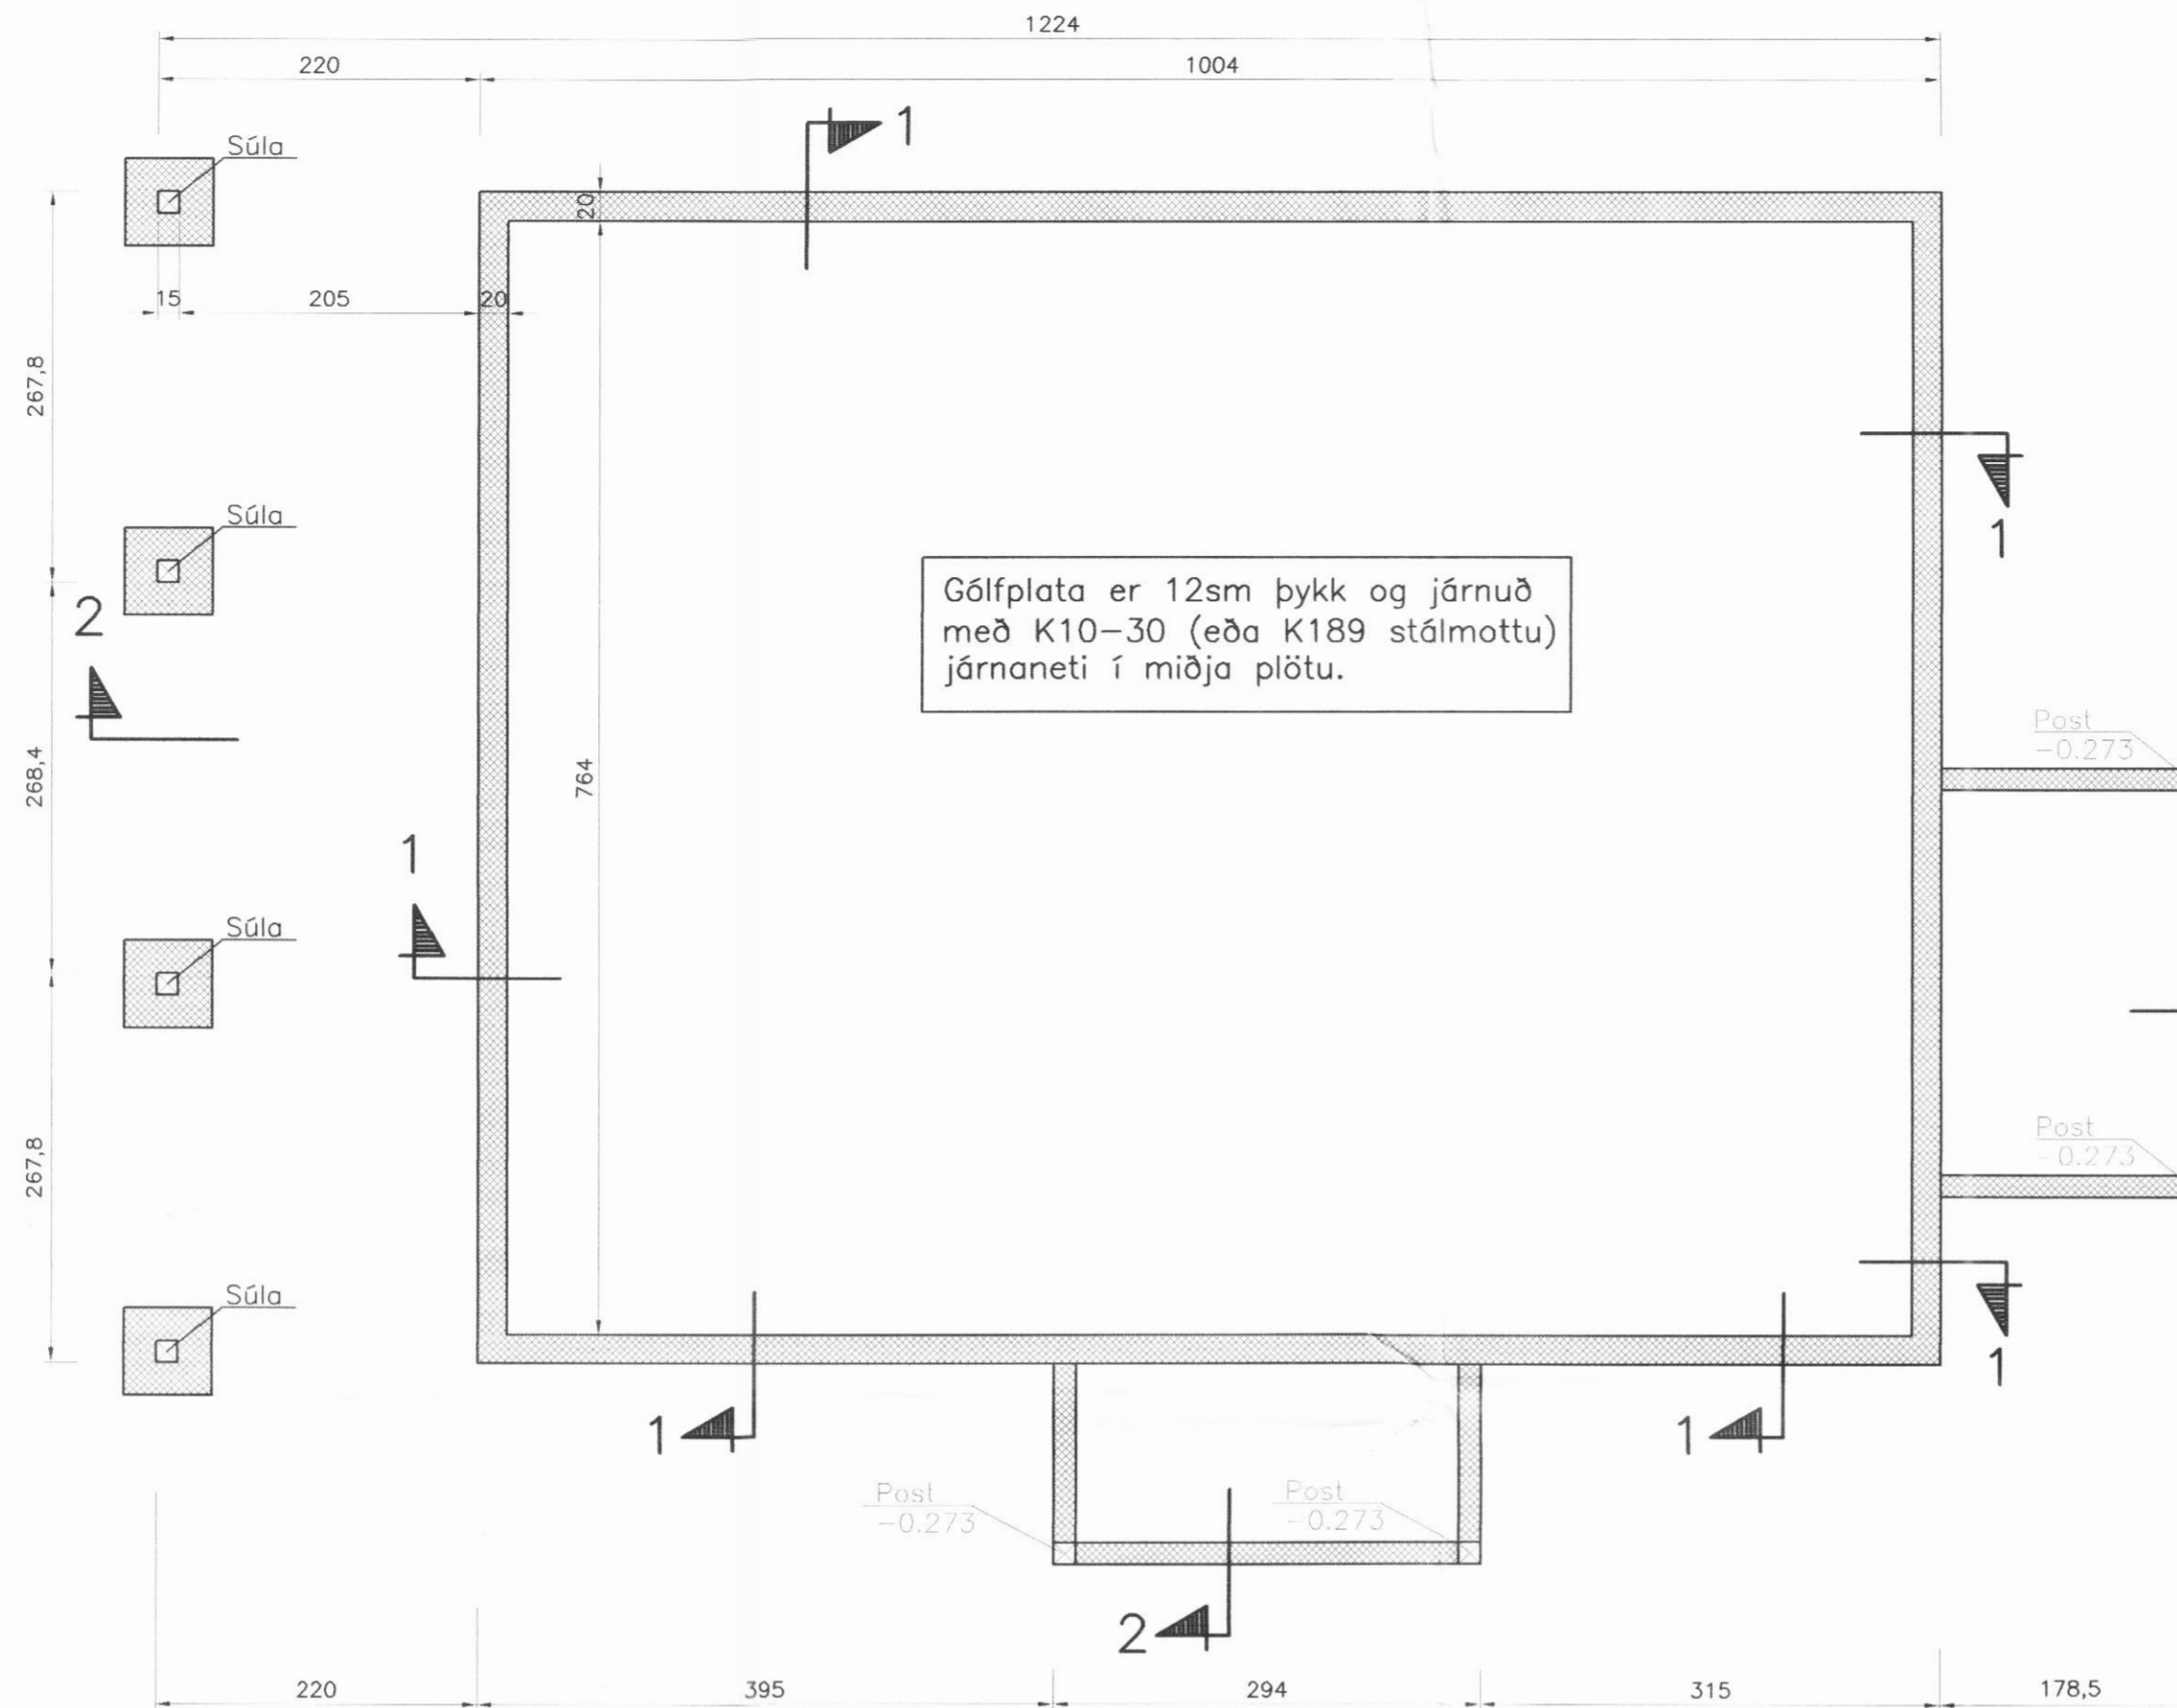 1224
220
1004
1
Súla
20
15
205
20
267,8
1
Súla
2
Gólfplata er 12sm þykk og járnuð
með K10-30 (eða K189 stálmottu)
járnaneti í miðja plötu.
Post
-0.273
268,4
764
1
Súla
Post
-0.273
267,8
Súla
1
1
1
Post
-0.273
Post
-0.273
2
220
395
294
315
178,5